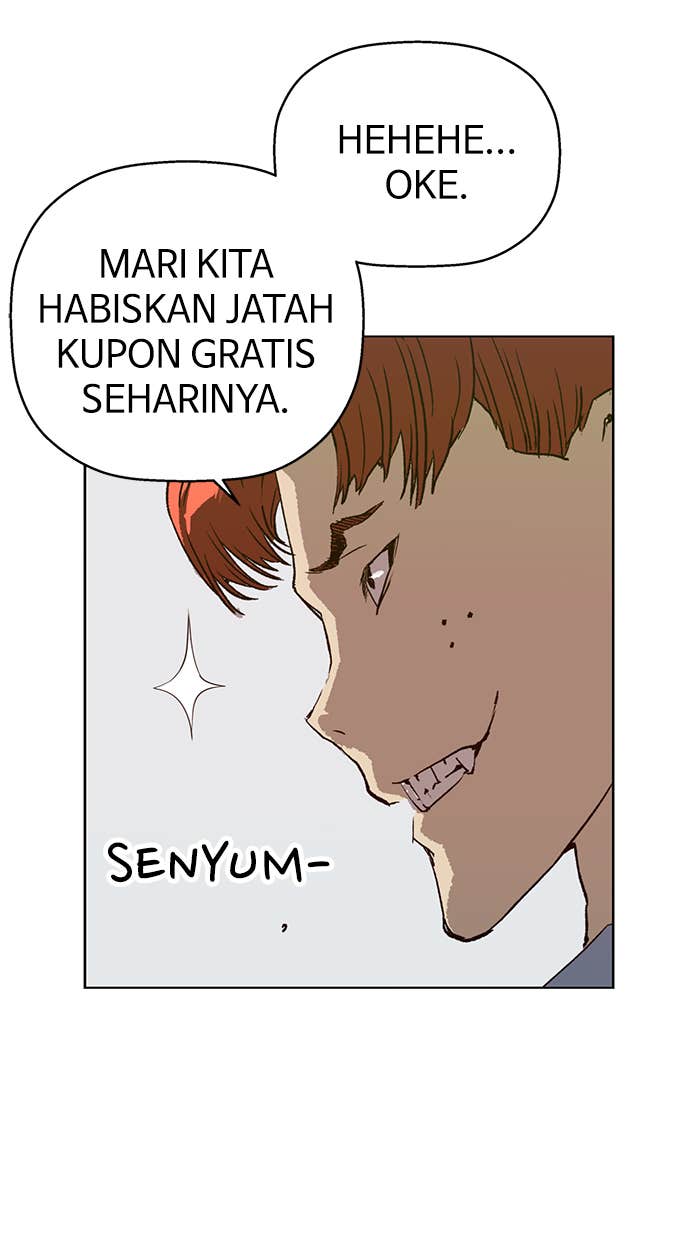 HEHEHE...
OKE.
MARI KITA
HABISKAN JATAH
KUPON GRATIS
SEHARINYA.
SENYUM-